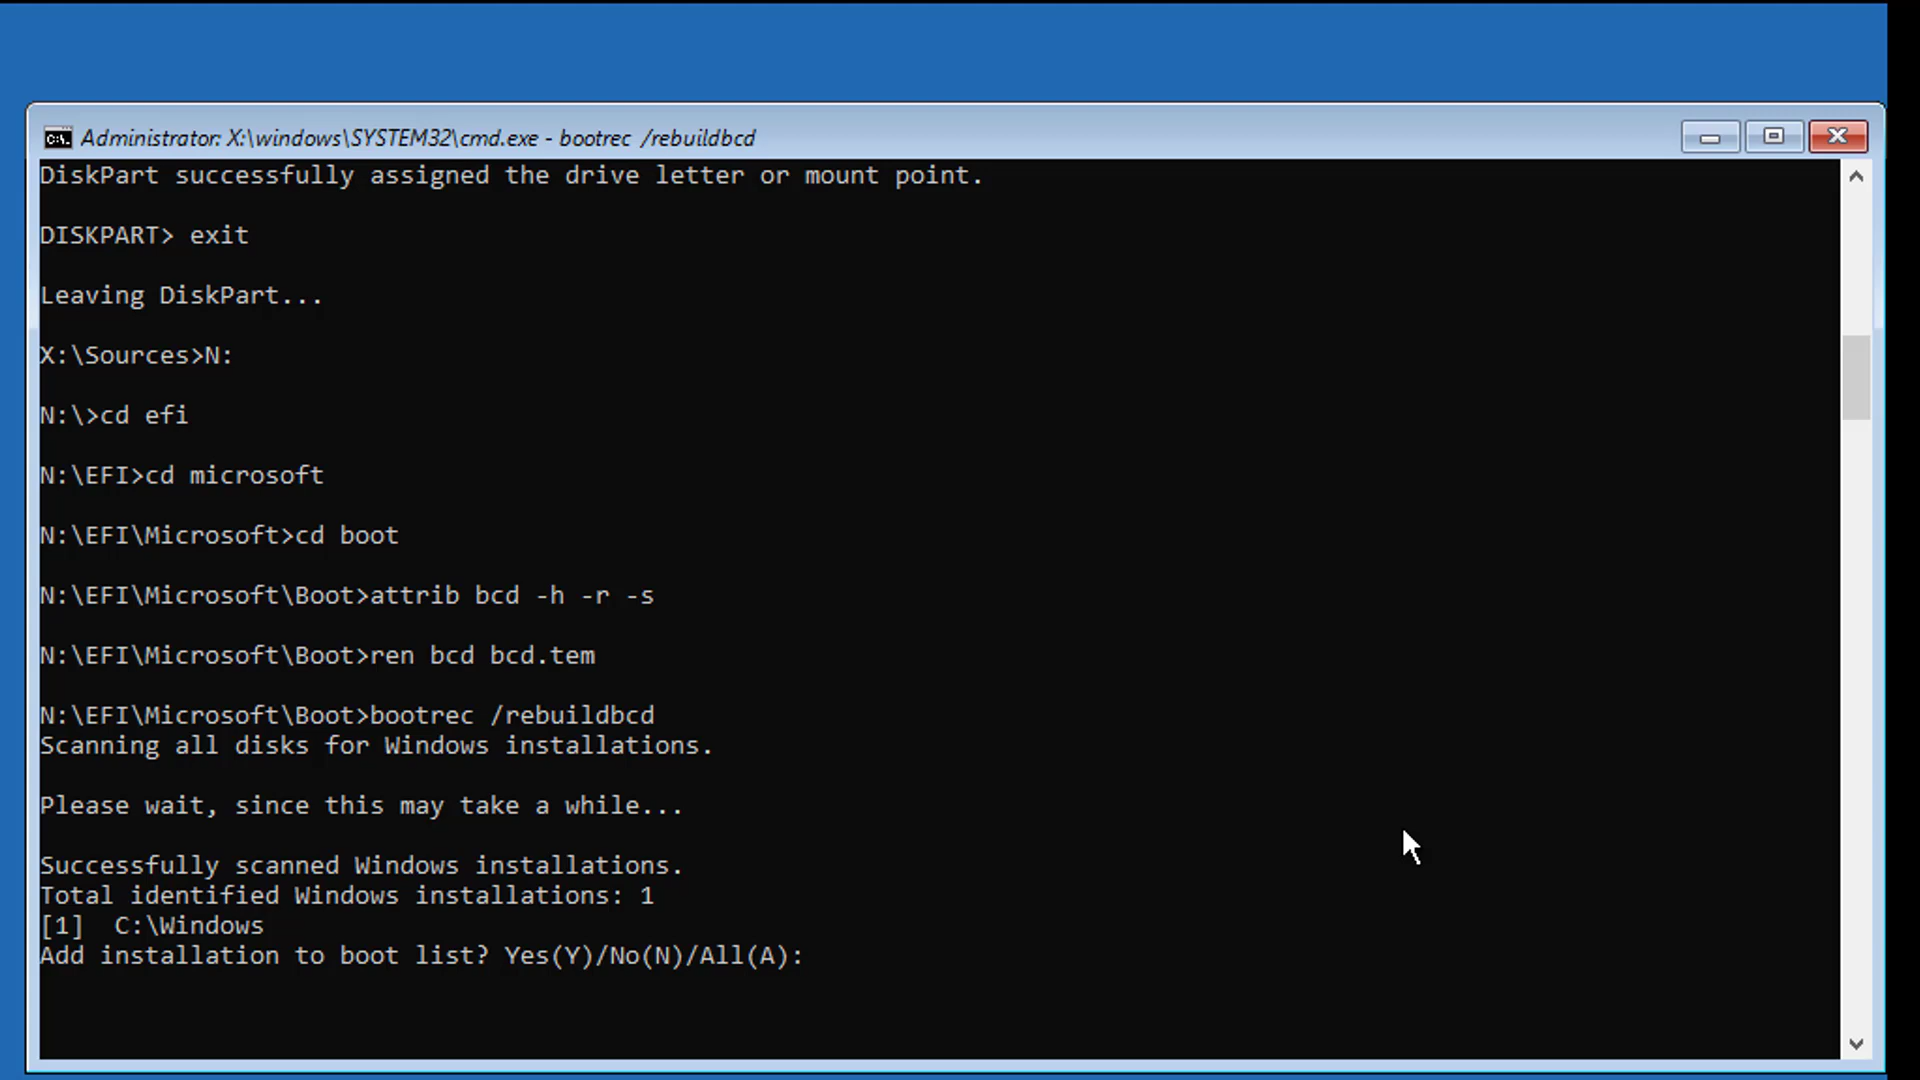 Administrator: X:\windows\SYSTEM32\cmd.exe - bootrec /rebuildbcd
DiskPart successfully assigned the drive letter or mount point.
DISKPART> exit
Leaving DiskPart...
X:\Sources>N:
N:\>cd efi
N:\EFI>cd microsoft
N:\EFI\Microsoft>cd boot
N:\EFI\Microsoft\Boot>attrib bcd -h -r -s
N:\EFI\Microsoft\Boot>ren bcd bcd.tem
N:\EFI\Microsoft\Boot>bootrec /rebuildbcd
Scanning all disks for Windows installations.
Please wait, since this may take a while...
Successfully scanned Windows installations.
Total identified Windows installations: 1
[1]  C:\Windows
Add installation to boot list? Yes(Y)/No(N)/All(A):